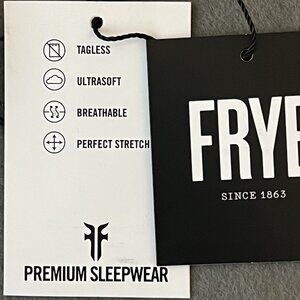 TAGLESS
ULTRASOFT
BREATHABLE
PERFECT STRETCH
PREMIUM SLEEPWEAR
FRYE
SINCE 1863